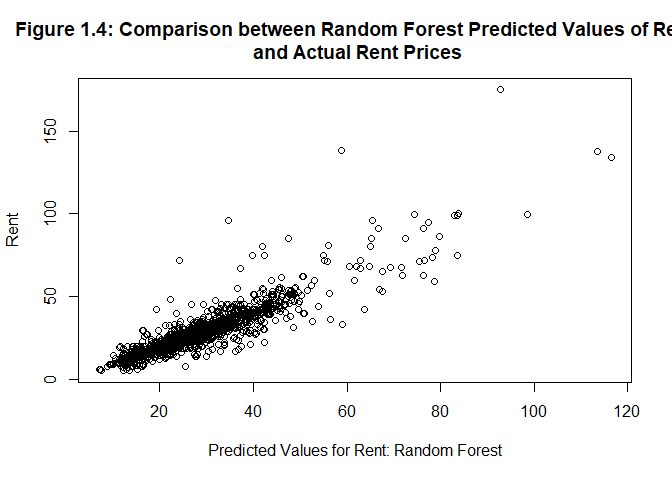 Figure 1.4: Comparison between Random Forest Predicted Values of Re
and Actual Rent Prices
150
100
50
0
Rent
20 40 60 80 100 120
Predicted Values for Rent: Random Forest